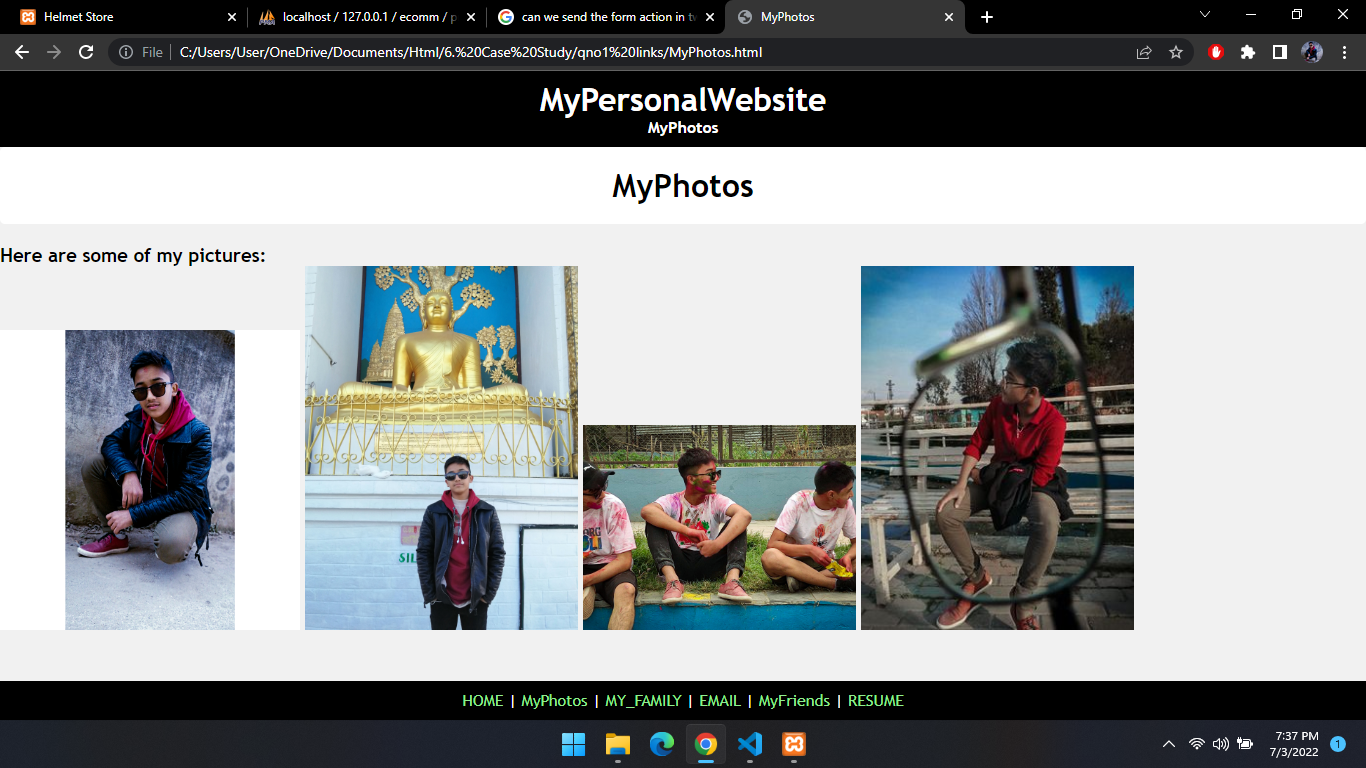 Helmet Store
localhost / 127.0.0.1 / ecomm / p
can we send the form action in tw
MyPhotos
File
C:/Users/User/OneDrive/Documents/Html/6.%20Case%20Study/qno1%20links/MyPhotos.html
MyPersonalWebsite
MyPhotos
MyPhotos
Here are some of my pictures:
SIL
HOME | MyPhotos | MY_FAMILY | EMAIL | MyFriends | RESUME
7:37 PM
7/3/2022
1